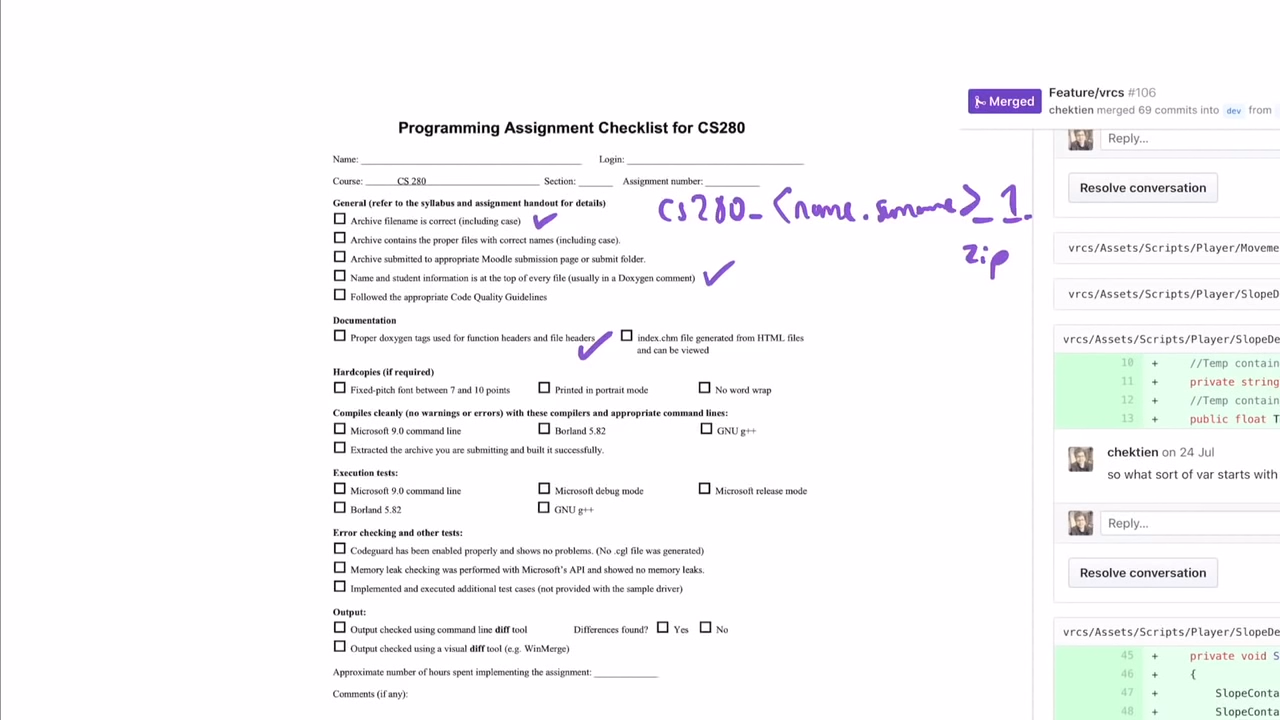 Programming Assignment Checklist for CS280
Name: Login:
Course: CS 280 Section: Assignment number:
General (refer to the syllabus and assignment handout for details)
Archive filename is correct (including case)
Archive contains the proper files with correct names (including case).
Archive submitted to appropriate Moodle submission page or submit folder.
Name and student information is at the top of every file (usually in a Doxygen comment)
Followed the appropriate Code Quality Guidelines
CS280_<name.surname>_1.
zip
Documentation
Proper doxygen tags used for function headers and file headers
index.chm file generated from HTML files
and can be viewed
Hardcopies (if required)
Fixed-pitch font between 7 and 10 points Printed in portrait mode No word wrap
Compiles cleanly (no warnings or errors) with these compilers and appropriate command lines:
Microsoft 9.0 command line Borland 5.82 GNU g++
Extracted the archive you are submitting and built it successfully.
Execution tests:
Microsoft 9.0 command line Microsoft debug mode Microsoft release mode
Borland 5.82 GNU g++
Error checking and other tests:
Codeguard has been enabled properly and shows no problems. (No .cgl file was generated)
Memory leak checking was performed with Microsoft's API and showed no memory leaks.
Implemented and executed additional test cases (not provided with the sample driver)
Output:
Output checked using command line diff tool Differences found? Yes No
Output checked using a visual diff tool (e.g. WinMerge)
Approximate number of hours spent implementing the assignment:
Comments (if any):
Merged
Feature/vrcs #106
chektien merged 69 commits into dev from
Reply...
Resolve conversation
vrcs/Assets/Scripts/Player/Moveme
vrcs/Assets/Scripts/Player/SlopeD
vrcs/Assets/Scripts/Player/SlopeDe
10 + //Temp contain
11 + private string
12 + //Temp contain
13 + public float T
chektien on 24 Jul
so what sort of var starts with
Reply...
Resolve conversation
vrcs/Assets/Scripts/Player/SlopeDe
45 + private void S
46 + {
47 + SlopeConta
48 + SlopeConta